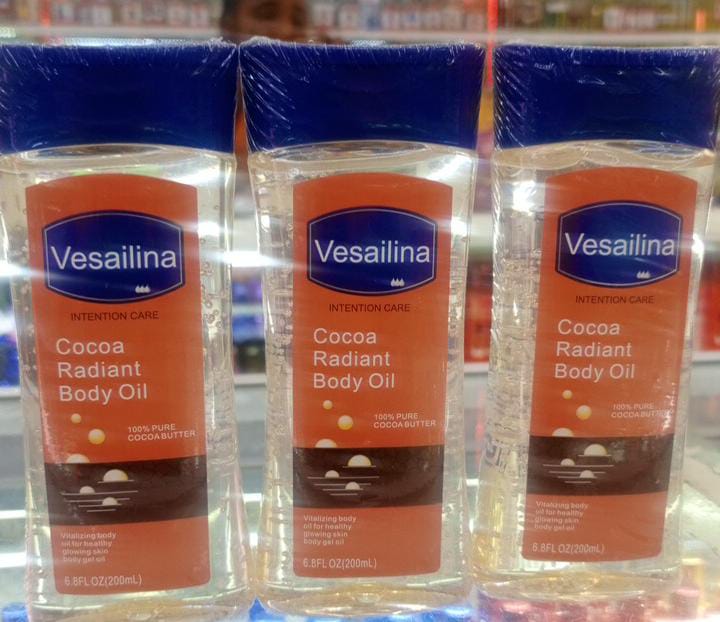 Vesailina
INTENTION CARE
Cocoa
Radiant
Body Oil
100% PURE
COCOA BUTTER
Vitalizing body
oil for healthy
glowing skin
body gel oil
6.8FL OZ(200mL)
Vesailina
INTENTION CARE
Cocoa
Radiant
Body Oil
100% PURE
COCOA BUTTER
Vitalizing body
oil for healthy
glowing skin
body gel oil
6.8FL OZ(200mL)
Vesailina
INTENTION CARE
Cocoa
Radiant
Body Oil
100% PURE
COCOA BUTTER
Vitalizing body
oil for healthy
glowing skin
body gel oil
6.8FL OZ(200mL)